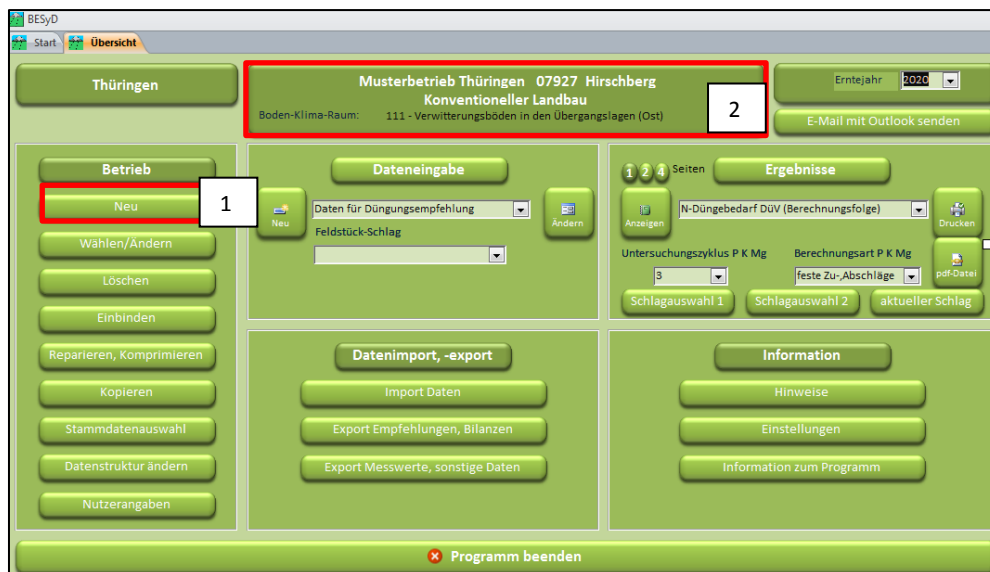 BESyD
Start Übersicht
Thüringen
Musterbetrieb Thüringen 07927 Hirschberg
Konventioneller Landbau
Boden-Klima-Raum: 111 - Verwitterungsböden in den Übergangslagen (Ost)
2
Erntejahr 2020
E-Mail mit Outlook senden
Betrieb
Neu
1
Wählen/Ändern
Löschen
Einbinden
Reparieren, Komprimieren
Kopieren
Stammdatenauswahl
Datenstruktur ändern
Nutzerangaben
Dateneingabe
Neu
Daten für Düngungsempfehlung
Ändern
Feldstück-Schlag
1 2 4 Seiten
Ergebnisse
Anzeigen
N-Düngebedarf DüV (Berechnungsfolge)
Drucken
Untersuchungszyklus P K Mg Berechnungsart P K Mg
3 feste Zu-,Abschläge
pdf-Datei
Schlagauswahl 1 Schlagauswahl 2 aktueller Schlag
Datenimport, -export
Import Daten
Export Empfehlungen, Bilanzen
Export Messwerte, sonstige Daten
Information
Hinweise
Einstellungen
Information zum Programm
Programm beenden